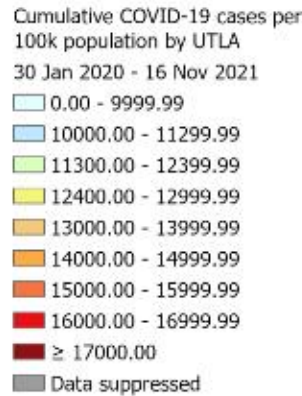 Cumulative COVID-19 cases per
100k population by UTLA
30 Jan 2020 - 16 Nov 2021
0.00 - 9999.99
10000.00 - 11299.99
11300.00 - 12399.99
12400.00 - 12999.99
13000.00 - 13999.99
14000.00 - 14999.99
15000.00 - 15999.99
16000.00 - 16999.99
≥ 17000.00
Data suppressed